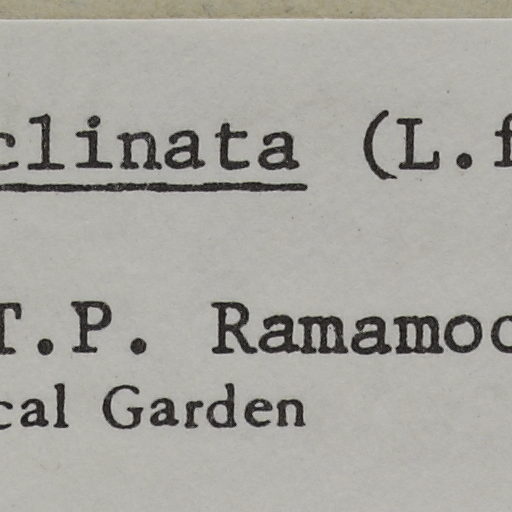 clinata (L.f
T.P. Ramamoo
cal Garden